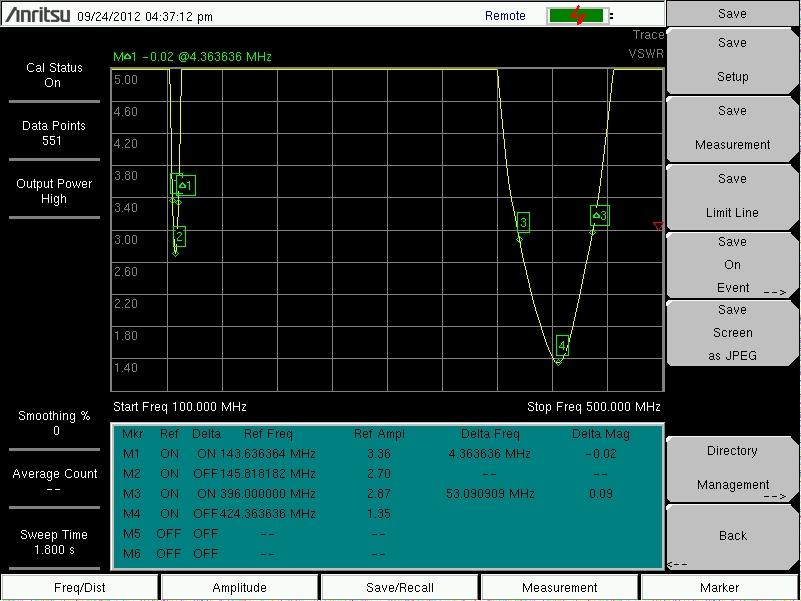 Anritsu 09/24/2012 04:37:12 pm
Remote
Save
Trace
VSWR
M1 -0.02 @4.363636 MHz
Cal Status
On
Data Points
551
Output Power
High
Smoothing %
0
Average Count
--
Sweep Time
1.800 s
5.00
4.60
4.20
3.80
3.40
3.00
2.60
2.20
1.80
1.40
1
2
3
3
4
Start Freq 100.000 MHz
Stop Freq 500.000 MHz
Mkr Ref Delta Ref Freq Ref Ampl Delta Freq Delta Mag
M1 ON ON 143.636364 MHz 3.36 4.363636 MHz -0.02
M2 ON OFF 145.818182 MHz 2.70 -- --
M3 ON ON 396.000000 MHz 2.87 53.090909 MHz 0.09
M4 ON OFF 424.363636 MHz 1.35
M5 OFF OFF -- --
M6 OFF OFF -- --
Save
Setup
Save
Measurement
Save
Limit Line
Save
On
Event -->
Save
Screen
as JPEG
Directory
Management -->
Back
<--
Freq/Dist
Amplitude
Save/Recall
Measurement
Marker